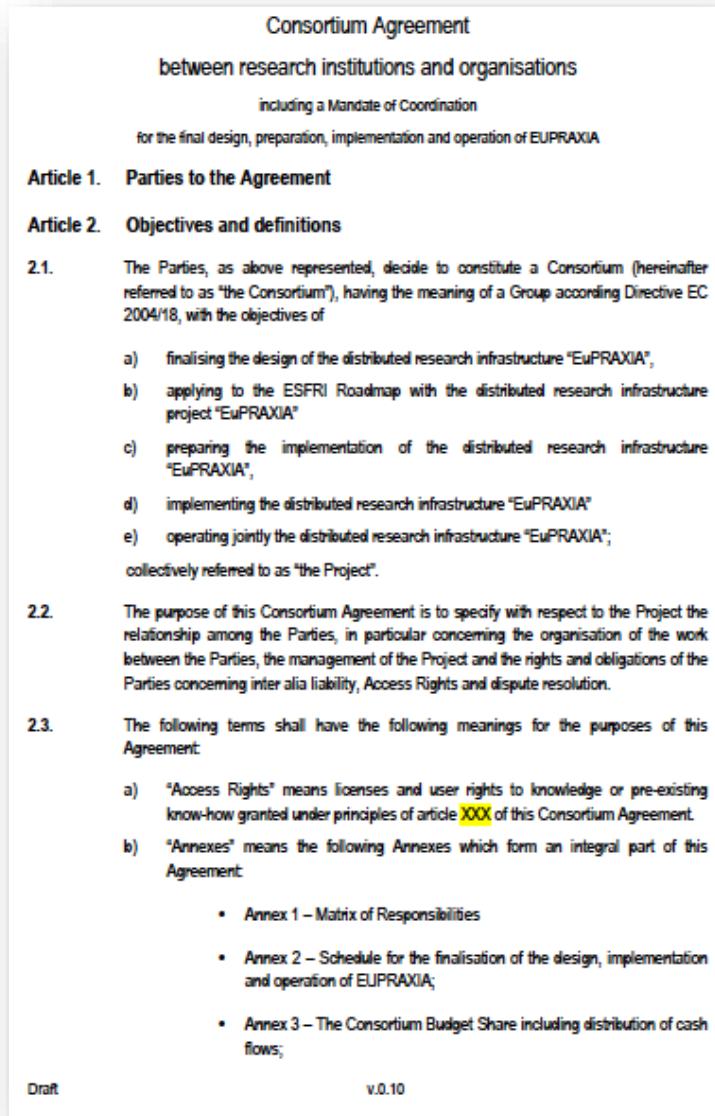 Consortium Agreement
between research institutions and organisations
including a Mandate of Coordination
for the final design, preparation, implementation and operation of EUPRAXIA
Article 1. Parties to the Agreement
Article 2. Objectives and definitions
2.1. The Parties, as above represented, decide to constitute a Consortium (hereinafter
referred to as "the Consortium"), having the meaning of a Group according Directive EC
2004/18, with the objectives of
a) finalising the design of the distributed research infrastructure "EuPRAXIA",
b) applying to the ESFRI Roadmap with the distributed research infrastructure
project "EuPRAXIA"
c) preparing the implementation of the distributed research infrastructure
"EuPRAXIA",
d) implementing the distributed research infrastructure "EuPRAXIA"
e) operating jointly the distributed research infrastructure "EuPRAXIA";
collectively referred to as "the Project".
2.2. The purpose of this Consortium Agreement is to specify with respect to the Project the
relationship among the Parties, in particular concerning the organisation of the work
between the Parties, the management of the Project and the rights and obligations of the
Parties concerning inter alia liability, Access Rights and dispute resolution.
2.3. The following terms shall have the following meanings for the purposes of this
Agreement:
a) "Access Rights" means licenses and user rights to knowledge or pre-existing
know-how granted under principles of article XXX of this Consortium Agreement.
b) "Annexes" means the following Annexes which form an integral part of this
Agreement:
• Annex 1 – Matrix of Responsibilities
• Annex 2 – Schedule for the finalisation of the design, implementation
and operation of EUPRAXIA;
• Annex 3 – The Consortium Budget Share including distribution of cash
flows;
Draft v.0.10